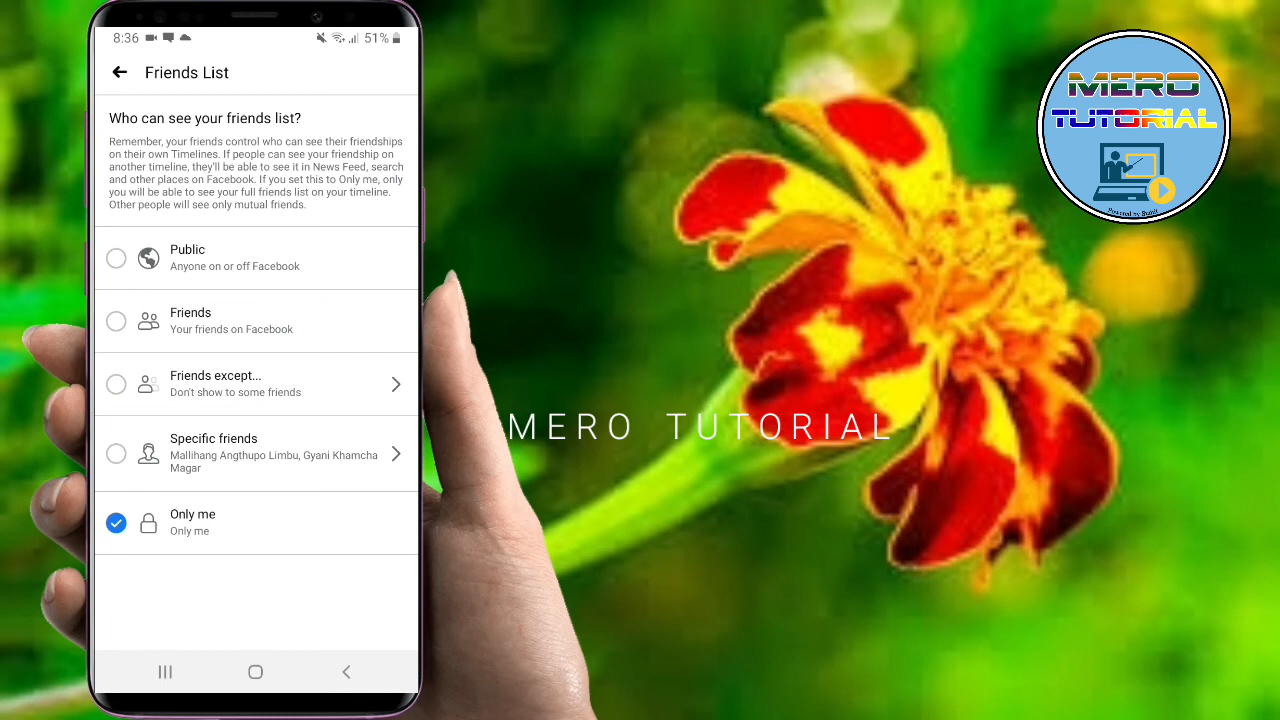 8:36
51%
Friends List
Who can see your friends list?
Remember, your friends control who can see their friendships
on their own Timelines. If people can see your friendship on
another timeline, they'll be able to see it in News Feed, search
and other places on Facebook. If you set this to Only me, only
you will be able to see your full friends list on your timeline.
Other people will see only mutual friends.
Public
Anyone on or off Facebook
Friends
Your friends on Facebook
Friends except...
Don't show to some friends
Specific friends
Mallihang Angthupo Limbu, Gyani Khamcha
Magar
Only me
Only me
MERO TUTORIAL
MERO
TUTORIAL
Powered by Sushil